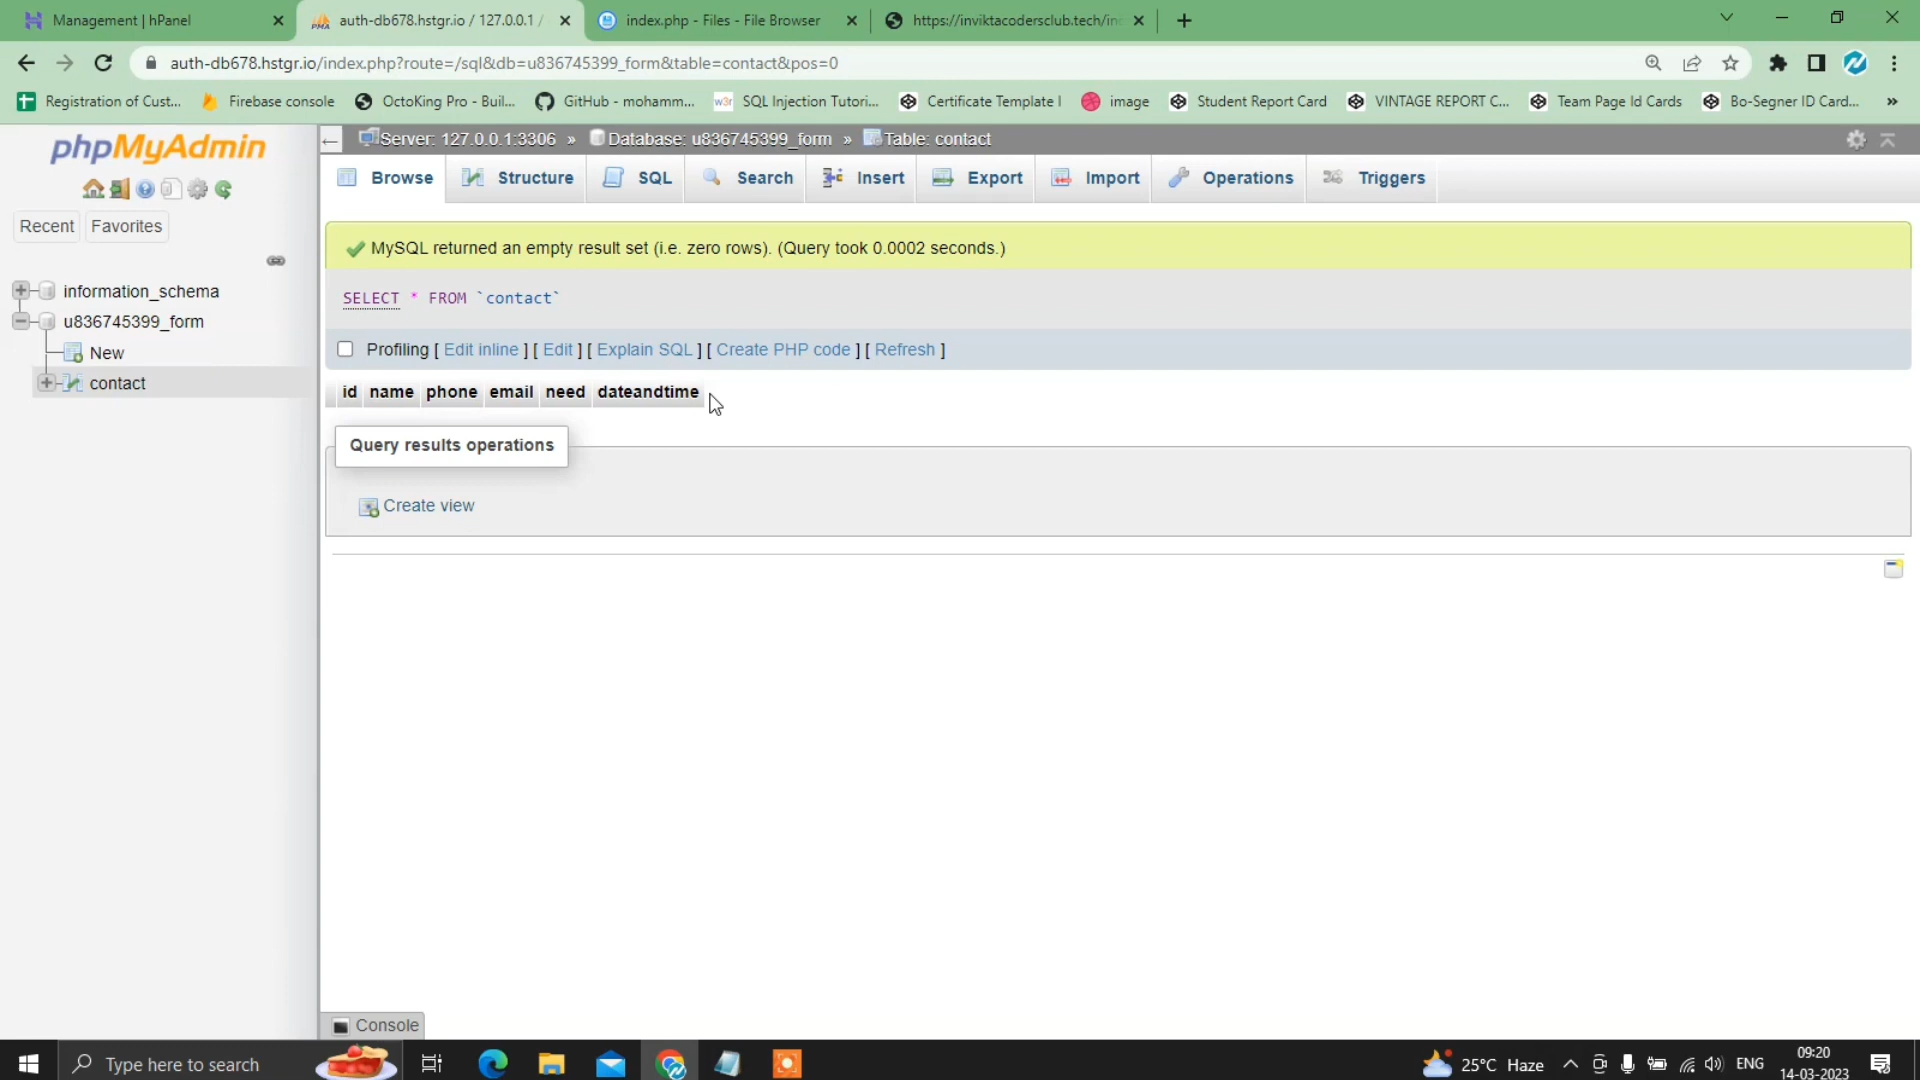 Management | hPanel
auth-db678.hstgr.io / 127.0.0.1 /
index.php - Files - File Browser
https://inviktacodersclub.tech/in
auth-db678.hstgr.io/index.php?route=/sql&db=u836745399_form&table=contact&pos=0
Registration of Cust...
Firebase console
OctoKing Pro - Buil...
GitHub - mohamm...
w3r
SQL Injection Tutori...
Certificate Template I
image
Student Report Card
VINTAGE REPORT C...
Team Page Id Cards
Bo-Segner ID Card...
»
phpMyAdmin
Server: 127.0.0.1:3306 » Database: u836745399_form » Table: contact
Browse
Structure
SQL
Search
Insert
Export
Import
Operations
Triggers
Recent
Favorites
information_schema
u836745399_form
New
contact
MySQL returned an empty result set (i.e. zero rows). (Query took 0.0002 seconds.)
SELECT * FROM `contact`
Profiling [ Edit inline ] [ Edit ] [ Explain SQL ] [ Create PHP code ] [ Refresh ]
id name phone email need dateandtime
Query results operations
Create view
Console
Type here to search
25°C Haze
ENG
09:20
14-03-2023